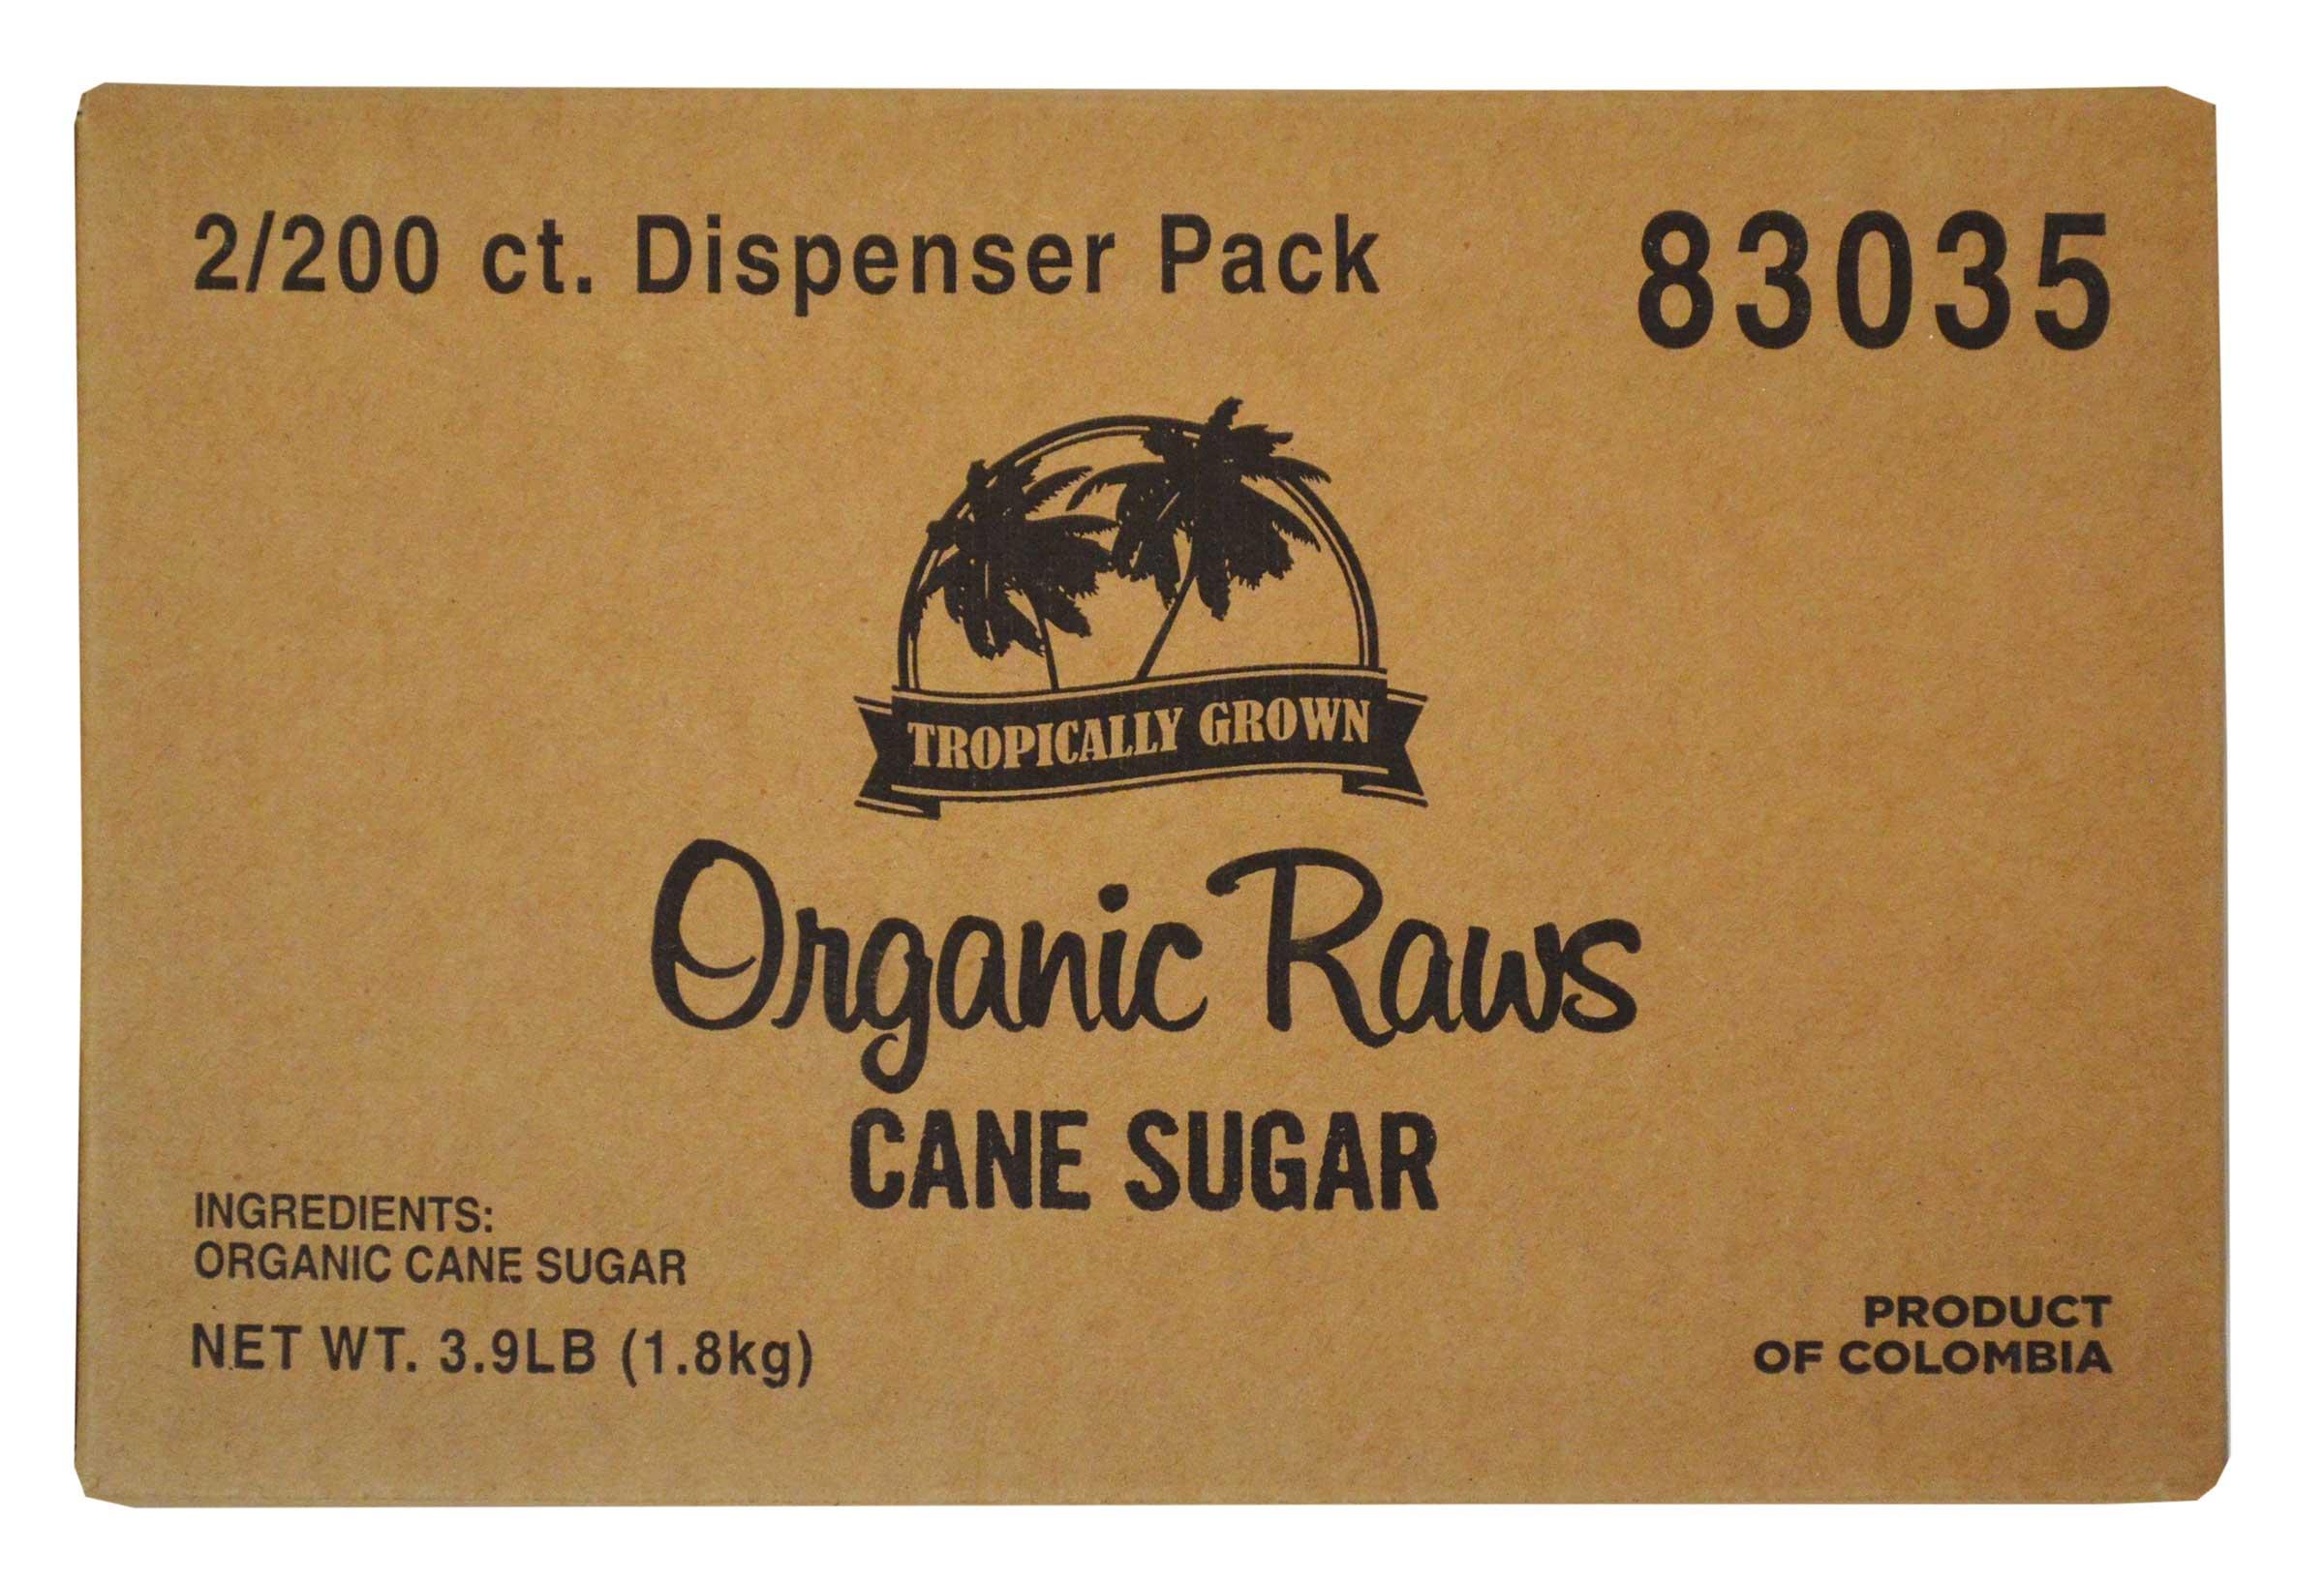 2/200 ct. Dispenser Pack
83035
TROPICALLY GROWN
Organic Raws
CANE SUGAR
INGREDIENTS:
ORGANIC CANE SUGAR
NET WT. 3.9LB (1.8kg)
PRODUCT
OF COLOMBIA